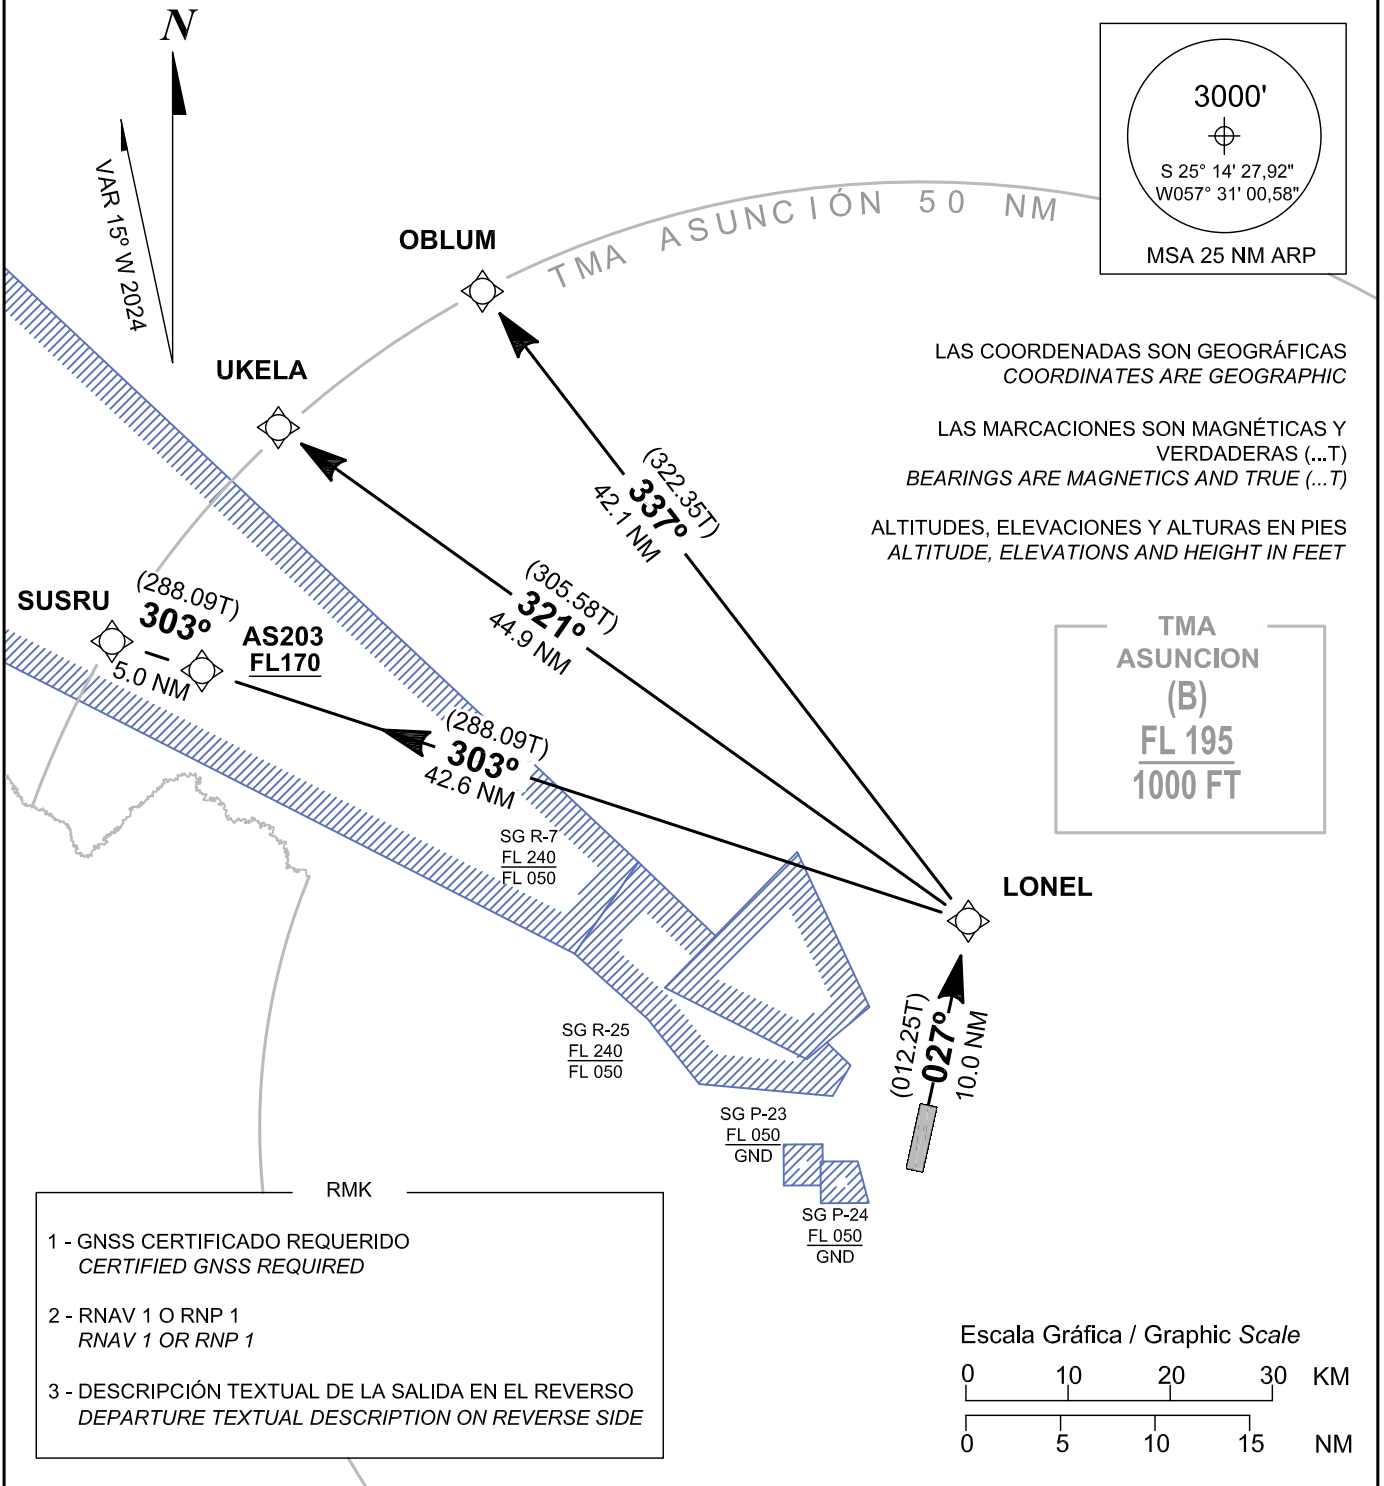 N
VAR 15º W 2024
3000'
S 25° 14' 27,92"
W057° 31' 00,58"
MSA 25 NM ARP
TMA ASUNCIÓN 50 NM
OBLUM
UKELA
LAS COORDENADAS SON GEOGRÁFICAS
COORDINATES ARE GEOGRAPHIC
LAS MARCACIONES SON MAGNÉTICAS Y
VERDADERAS (...T)
BEARINGS ARE MAGNETICS AND TRUE (...T)
ALTITUDES, ELEVACIONES Y ALTURAS EN PIES
ALTITUDE, ELEVATIONS AND HEIGHT IN FEET
(322.35T)
337º
42.1 NM
(305.58T)
321º
44.9 NM
SUSRU
(288.09T)
303º
5.0 NM
AS203
FL170
(288.09T)
303º
42.6 NM
TMA
ASUNCION
(B)
FL 195
1000 FT
SG R-7
FL 240
FL 050
LONEL
(012.25T)
027º
10.0 NM
SG R-25
FL 240
FL 050
SG P-23
FL 050
GND
SG P-24
FL 050
GND
RMK
1 - GNSS CERTIFICADO REQUERIDO
CERTIFIED GNSS REQUIRED
2 - RNAV 1 O RNP 1
RNAV 1 OR RNP 1
3 - DESCRIPCIÓN TEXTUAL DE LA SALIDA EN EL REVERSO
DEPARTURE TEXTUAL DESCRIPTION ON REVERSE SIDE
Escala Gráfica / Graphic Scale
0 10 20 30 KM
0 5 10 15 NM